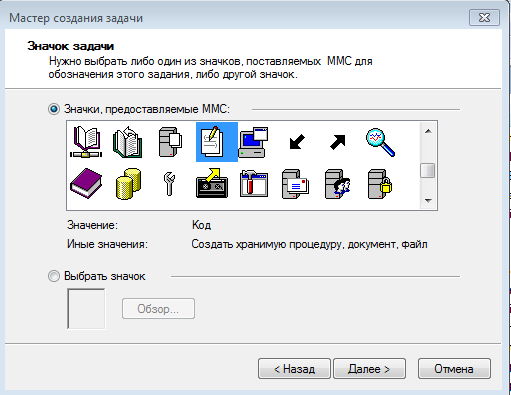 Мастер создания задачи
Значок задачи
Нужно выбрать либо один из значков, поставляемых MMC для
обозначения этого задания, либо другой значок.
Значки, предоставляемые MMC:
Значение: Код
Иные значения: Создать хранимую процедуру, документ, файл
Выбрать значок
Обзор...
< Назад Далее > Отмена